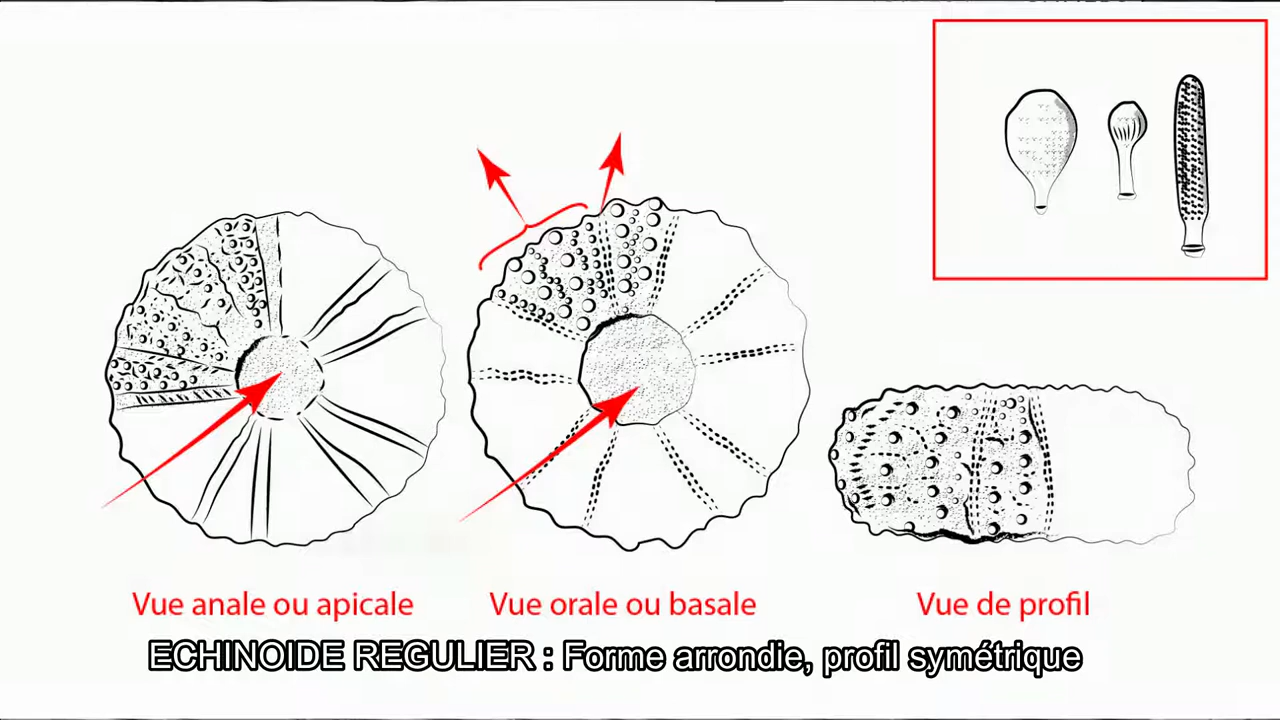 Vue anale ou apicale
Vue orale ou basale
Vue de profil
ECHINOIDE REGULIER : Forme arrondie, profil symétrique